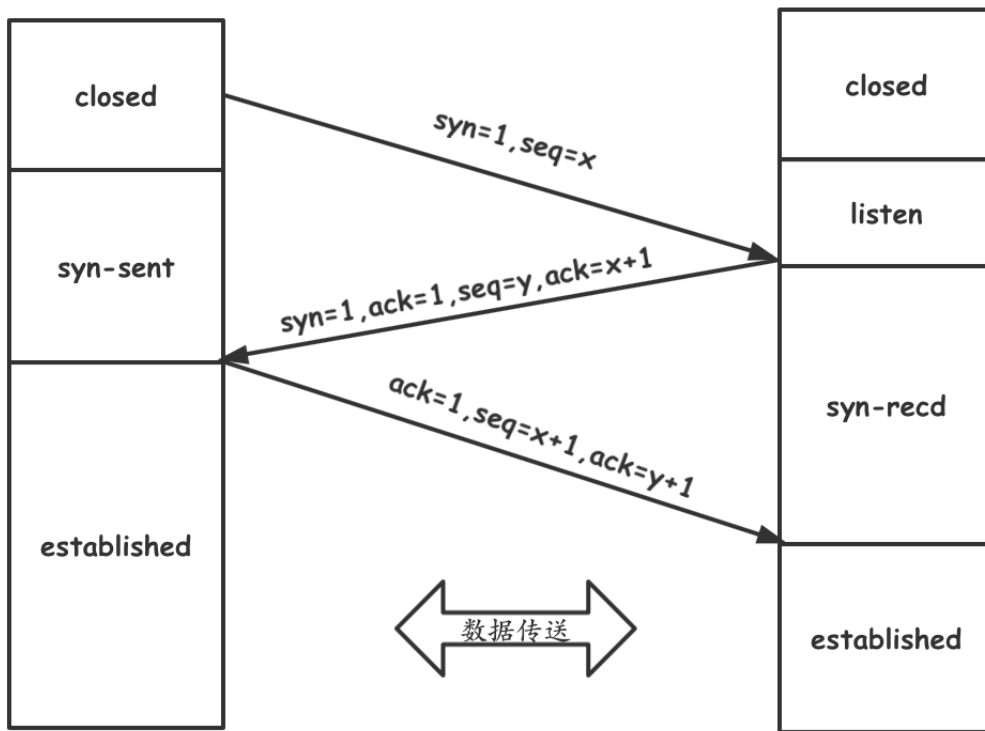 closed
closed
syn=1,seq=x
listen
syn-sent
syn=1,ack=1,seq=y,ack=x+1
ack=1,seq=x+1,ack=y+1
syn-recd
established
数据传送
established